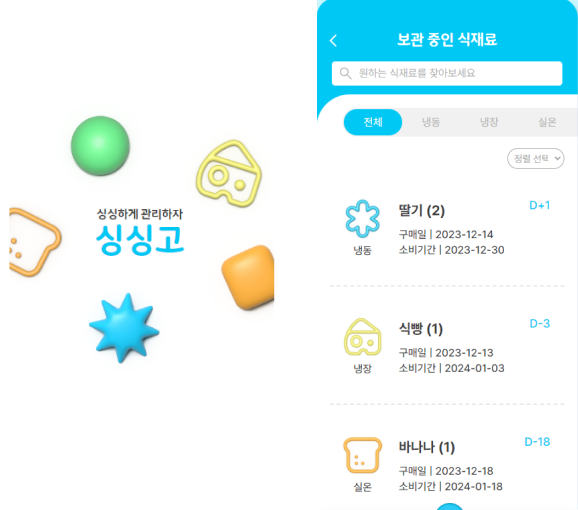 싱싱하게 관리하자
싱싱고
보관 중인 식재료
원하는 식재료를 찾아보세요
전체
냉동
냉장
실온
정렬 선택
딸기 (2)
D+1
구매일 | 2023-12-14
소비기간 | 2023-12-30
냉동
식빵 (1)
D-3
구매일 | 2023-12-13
소비기간 | 2024-01-03
냉장
바나나 (1)
D-18
구매일 | 2023-12-18
소비기간 | 2024-01-18
실온